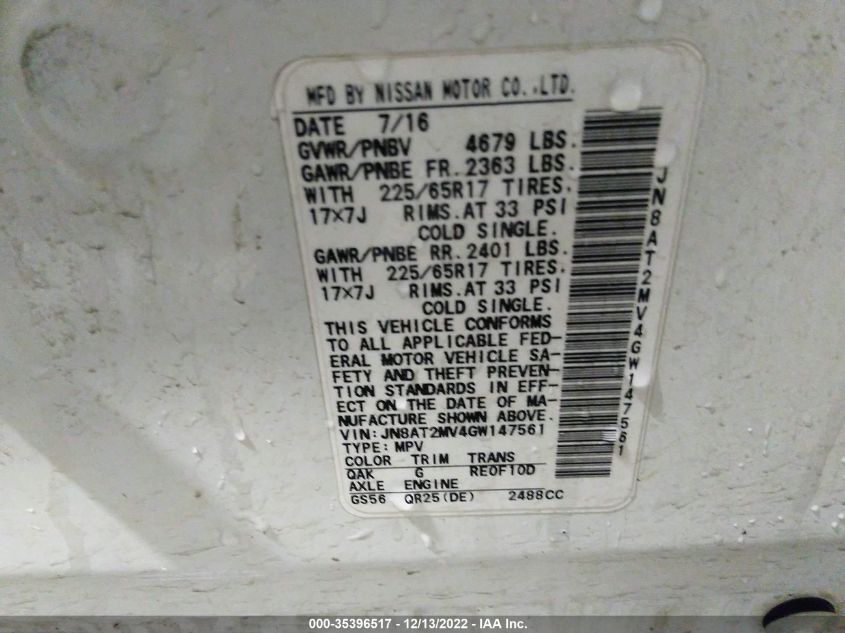 MFD BY NISSAN MOTOR CO.,LTD.
DATE 7/16
GVWR/PNBV 4679 LBS.
GAWR/PNBE FR. 2363 LBS.
WITH 225/65R17 TIRES.
17×7J RIMS.AT 33 PSI
COLD SINGLE.
GAWR/PNBE RR. 2401 LBS.
WITH 225/65R17 TIRES.
17×7J RIMS.AT 33 PSI
COLD SINGLE.
THIS VEHICLE CONFORMS
TO ALL APPLICABLE FED-
ERAL MOTOR VEHICLE SA-
FETY AND THEFT PREVEN-
TION STANDARDS IN EFF-
ECT ON THE DATE OF MA-
NUFACTURE SHOWN ABOVE.
VIN:JN8AT2MV4GW147561
TYPE: MPV
COLOR TRIM TRANS
QAK G RE0F10D
AXLE ENGINE
GS56 QR25(DE) 2488CC
JN8AT2MV4GW147561
000-35396517 - 12/13/2022 - IAA Inc.